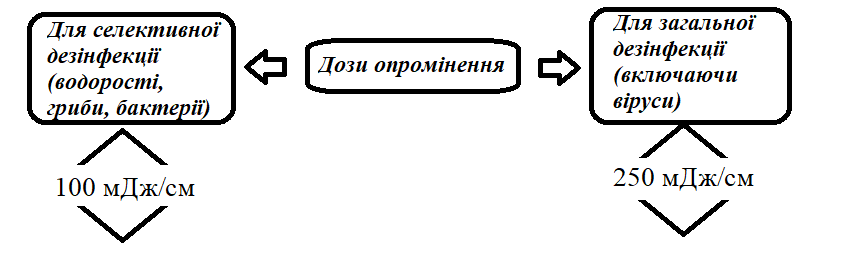 Для селективної
дезінфекції
(водорості,
гриби, бактерії)
Дози опромінення
Для загальної
дезінфекції
(включаючи
віруси)
100 мДж/см
250 мДж/см